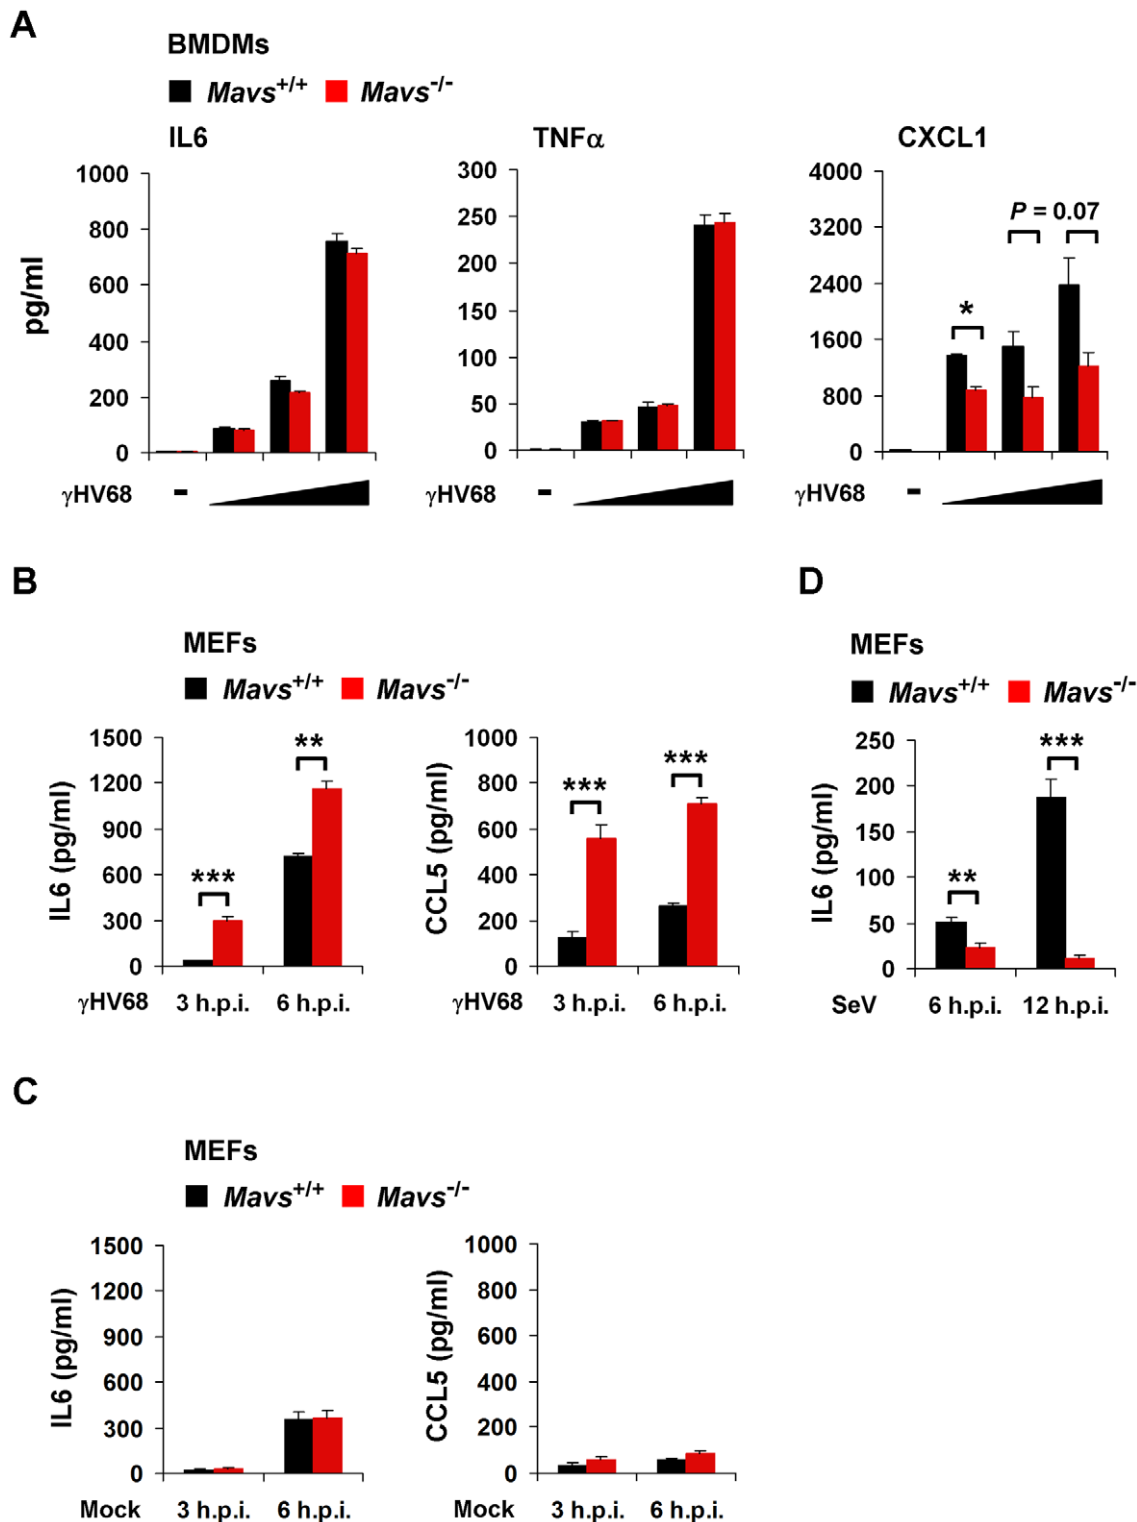 A
BMDMs
Mavs+/+ Mavs-/-
IL6
TNFα
CXCL1
pg/ml
1000
800
600
400
200
0
γHV68 -
300
250
200
150
100
50
0
γHV68 -
4000
3200
2400
1600
800
0
P = 0.07
*
γHV68 -
B
MEFs
Mavs+/+ Mavs-/-
IL6 (pg/ml)
1500
1200
900
600
300
0
***
**
γHV68 3 h.p.i. 6 h.p.i.
CCL5 (pg/ml)
1000
800
600
400
200
0
***
***
γHV68 3 h.p.i. 6 h.p.i.
D
MEFs
Mavs+/+ Mavs-/-
IL6 (pg/ml)
250
200
150
100
50
0
**
***
SeV 6 h.p.i. 12 h.p.i.
C
MEFs
Mavs+/+ Mavs-/-
IL6 (pg/ml)
1500
1200
900
600
300
0
Mock 3 h.p.i. 6 h.p.i.
CCL5 (pg/ml)
1000
800
600
400
200
0
Mock 3 h.p.i. 6 h.p.i.